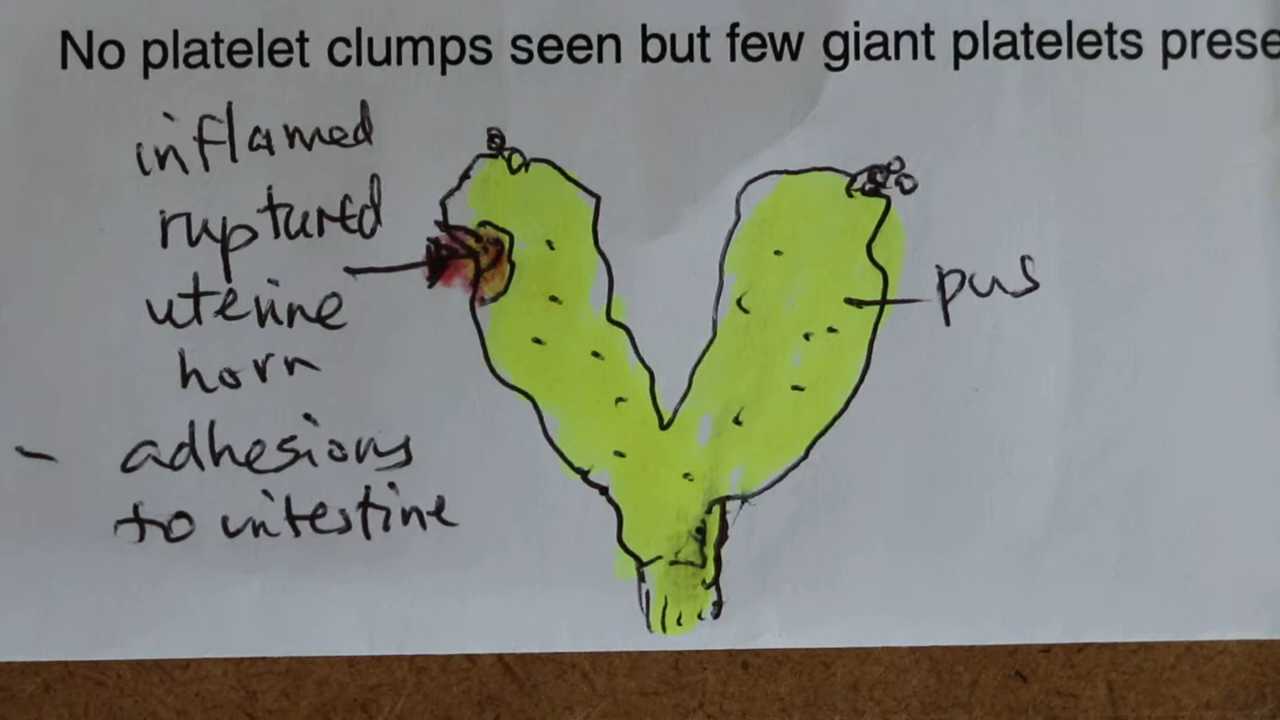 No platelet clumps seen but few giant platelets prese
inflamed
ruptured
uterine
horn
- adhesions
to intestine
pus